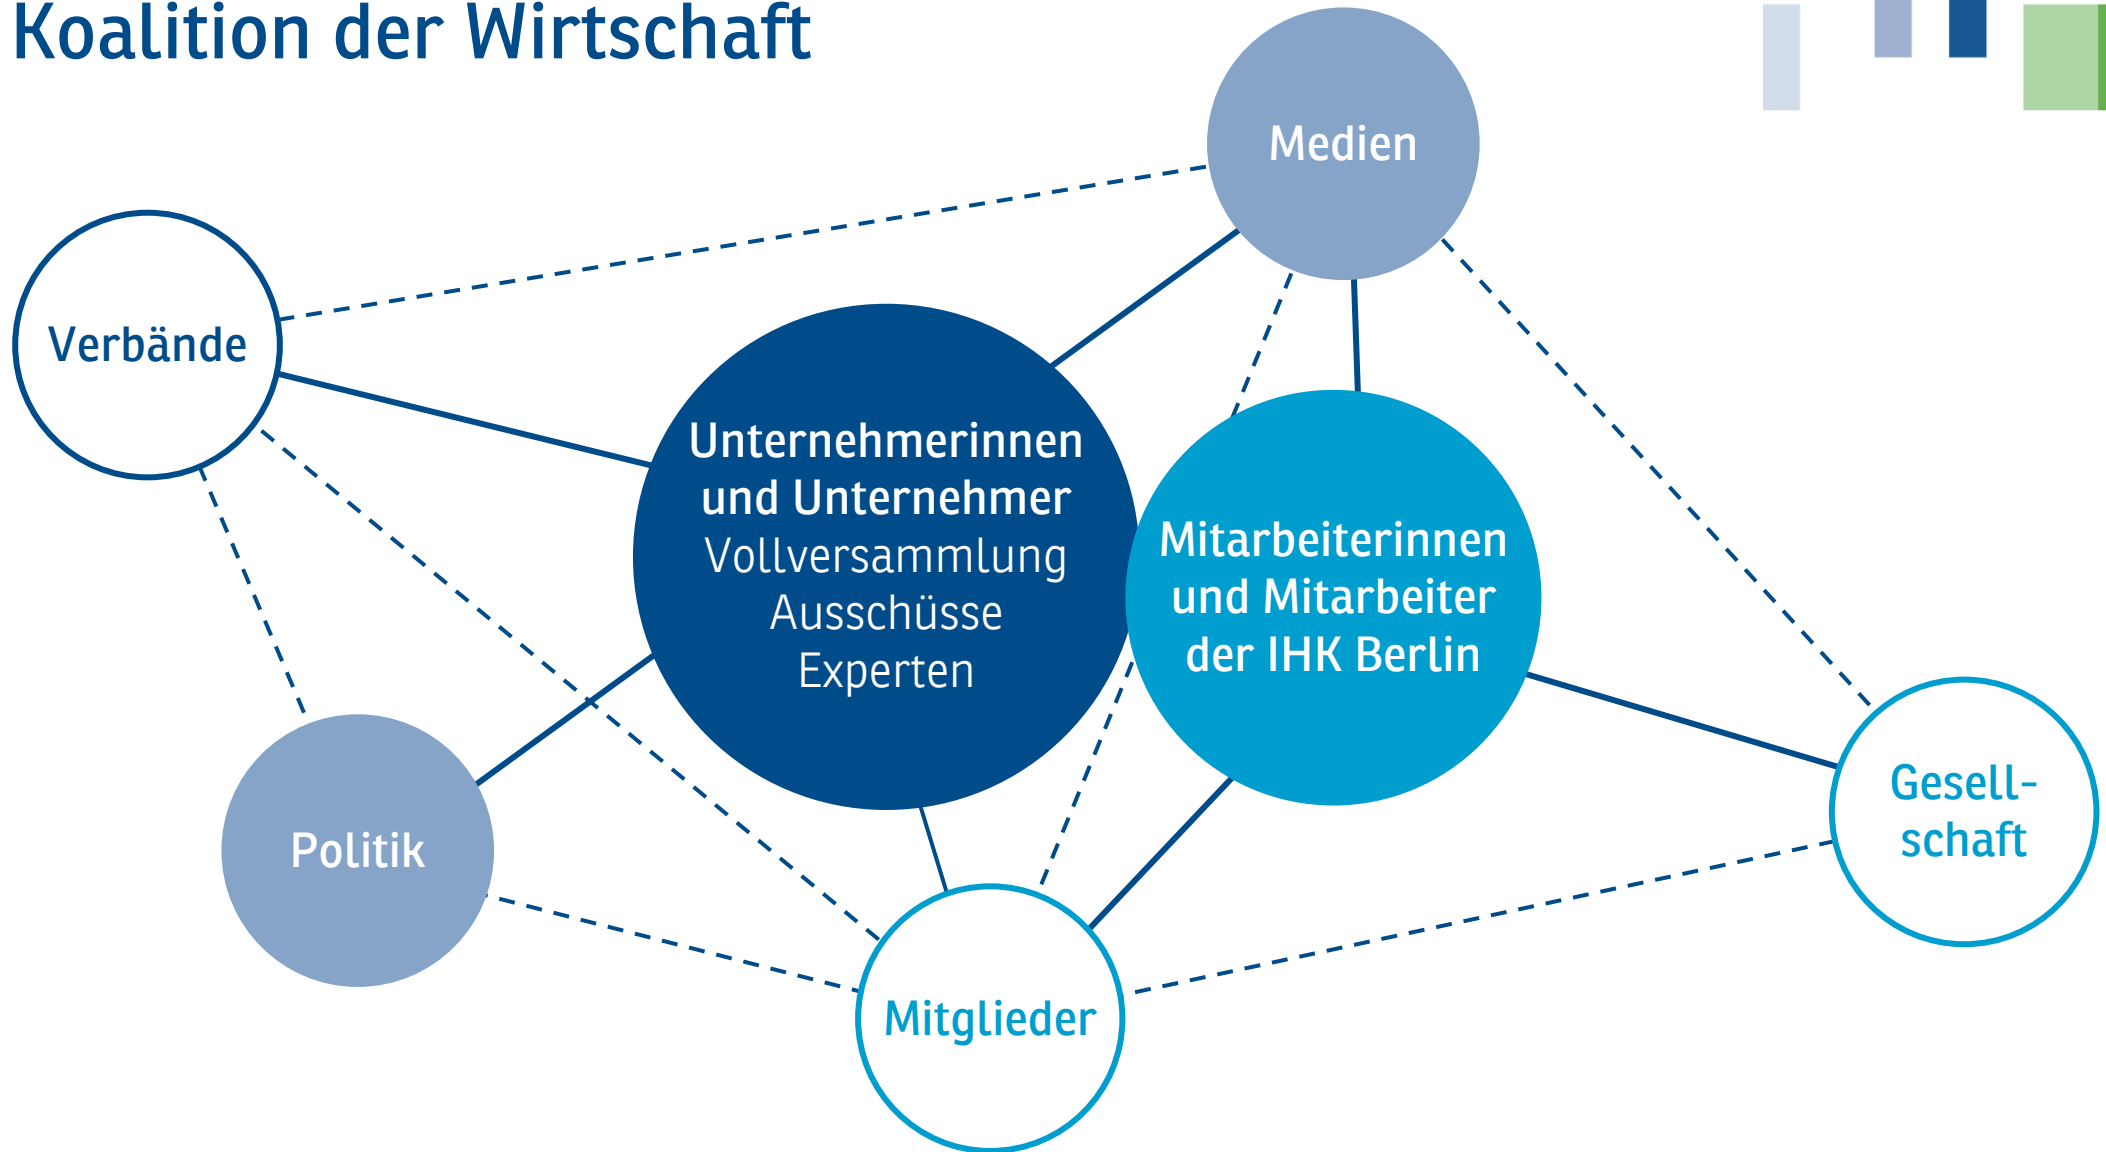 Koalition der Wirtschaft
Medien
Verbände
Unternehmerinnen
und Unternehmer
Vollversammlung
Ausschüsse
Experten
Mitarbeiterinnen
und Mitarbeiter
der IHK Berlin
Gesell-
schaft
Politik
Mitglieder